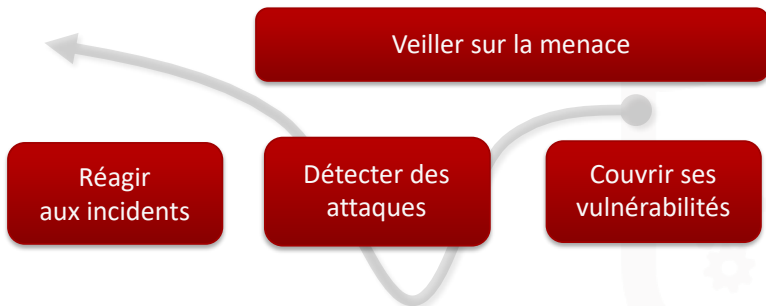 Veiller sur la menace
Réagir
aux incidents
Détecter des
attaques
Couvrir ses
vulnérabilités